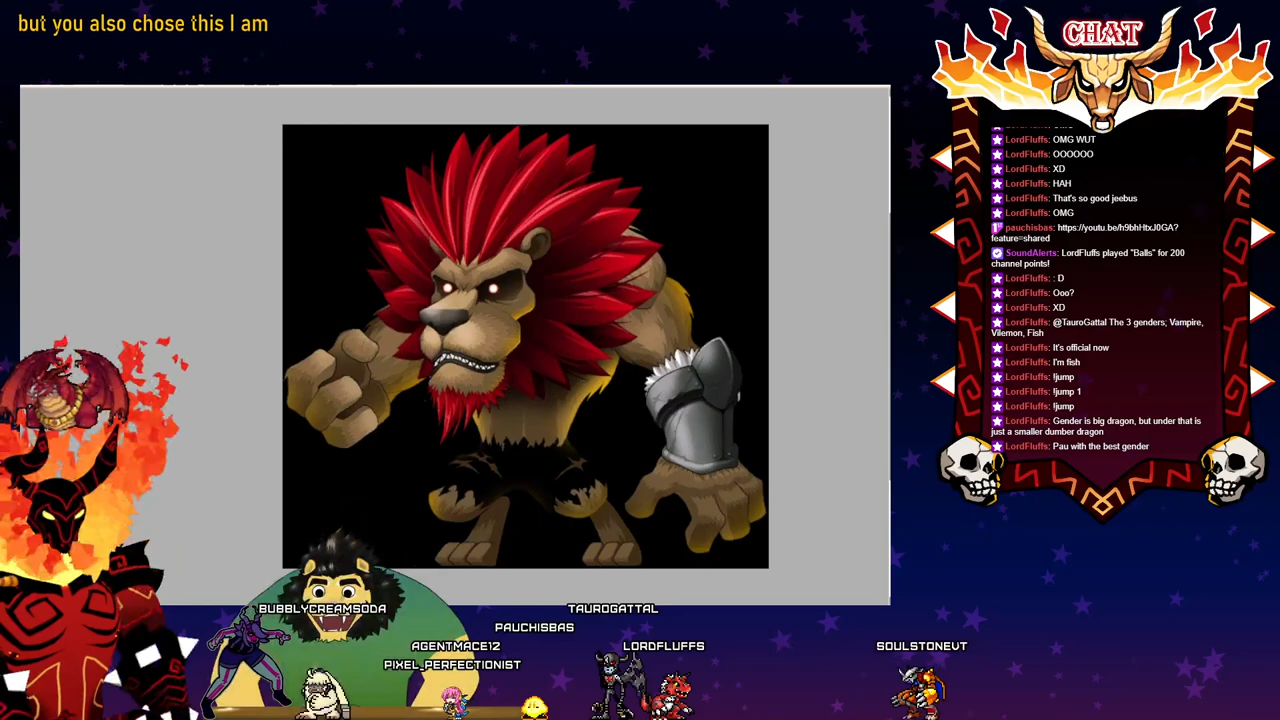 but you also chose this I am
CHAT
LordFluffs: OMG WUT
LordFluffs: OOOOOO
LordFluffs: XD
LordFluffs: HAH
LordFluffs: That's so good jeebus
LordFluffs: OMG
pauchisbas: https://youtu.be/h9bhHtxJ0GA?
feature=shared
SoundAlerts: LordFluffs played "Balls" for 200
channel points!
LordFluffs: : D
LordFluffs: Ooo?
LordFluffs: XD
LordFluffs: @TauroGattal The 3 genders; Vampire,
Vilemon, Fish
LordFluffs: It's official now
LordFluffs: I'm fish
LordFluffs: !jump
LordFluffs: !jump 1
LordFluffs: !jump
LordFluffs: Gender is big dragon, but under that is
just a smaller dumber dragon
LordFluffs: Pau with the best gender
BUBBLYCREAMSODA
TAUROGATTAL
PAUCHISBAS
AGENTMACE12
LORDFLUFFS
SOULSTONEVT
PIXEL_PERFECTIONIST